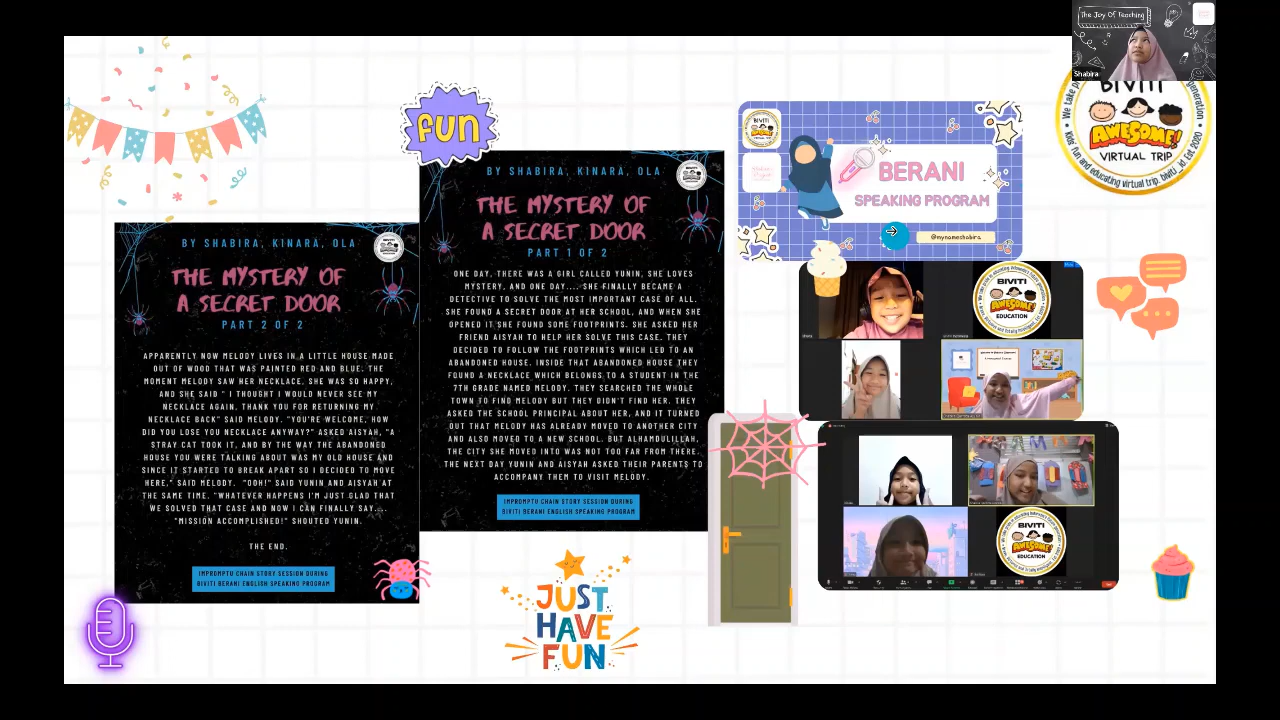 The Joy Of Teaching
Shabira
fun
BY SHABIRA, KINARA, OLA
THE MYSTERY OF
A SECRET DOOR
PART 1 OF 2
ONE DAY, THERE WAS A GIRL CALLED YUNIN, SHE LOVES
MYSTERY, AND ONE DAY.... SHE FINALLY BECAME A
DETECTIVE TO SOLVE THE MOST IMPORTANT CASE OF ALL.
SHE FOUND A SECRET DOOR AT HER SCHOOL, AND WHEN SHE
OPENED IT SHE FOUND SOME FOOTPRINTS. SHE ASKED HER
FRIEND AISYAH TO HELP HER SOLVE THIS CASE. THEY
DECIDED TO FOLLOW THE FOOTPRINTS WHICH LED TO AN
ABANDONED HOUSE. INSIDE THAT ABANDONED HOUSE THEY
FOUND A NECKLACE WHICH BELONGS TO A STUDENT IN THE
7TH GRADE NAMED MELODY. THEY SEARCHED THE WHOLE
TOWN TO FIND MELODY BUT THEY DIDN'T FIND HER. THEY
ASKED THE SCHOOL PRINCIPAL ABOUT HER, AND IT TURNED
OUT THAT MELODY HAS ALREADY MOVED TO ANOTHER CITY
AND ALSO MOVED TO A NEW SCHOOL. BUT ALHAMDULILLAH,
THE CITY SHE MOVED INTO WAS NOT TOO FAR FROM THERE.
THE NEXT DAY YUNIN AND AISYAH ASKED THEIR PARENTS TO
ACCOMPANY THEM TO VISIT MELODY.
IMPROMPTU CHAIN STORY SESSION DURING
BIVITI BERANI ENGLISH SPEAKING PROGRAM
BY SHABIRA, KINARA, OLA
THE MYSTERY OF
A SECRET DOOR
PART 2 OF 2
APPARENTLY NOW MELODY LIVES IN A LITTLE HOUSE MADE
OUT OF WOOD THAT WAS PAINTED RED AND BLUE. THE
MOMENT MELODY SAW HER NECKLACE, SHE WAS SO HAPPY,
AND SHE SAID " I THOUGHT I WOULD NEVER SEE MY
NECKLACE AGAIN, THANK YOU FOR RETURNING MY
NECKLACE BACK" SAID MELODY. "YOU'RE WELCOME, HOW
DID YOU LOSE YOU NECKLACE ANYWAY?" ASKED AISYAH, "A
STRAY CAT TOOK IT, AND BY THE WAY THE ABANDONED
HOUSE YOU WERE TALKING ABOUT WAS MY OLD HOUSE AND
SINCE IT STARTED TO BREAK APART SO I DECIDED TO MOVE
HERE," SAID MELODY. "OOH!" SAID YUNIN AND AISYAH AT
THE SAME TIME. "WHATEVER HAPPENS I'M JUST GLAD THAT
WE SOLVED THAT CASE AND NOW I CAN FINALLY SAY....
"MISSION ACCOMPLISHED!" SHOUTED YUNIN.
THE END.
IMPROMPTU CHAIN STORY SESSION DURING
BIVITI BERANI ENGLISH SPEAKING PROGRAM
BIVITI
BERANI
SPEAKING PROGRAM
@mynameshabira
BIVITI
AWESOME!
VIRTUAL TRIP
Kids' fun and educating virtual trip. biviti_id. Est. 2020
BIVITI
AWESOME
EDUCATION
BIVITI
AWESOME
EDUCATION
JUST
HAVE
FUN